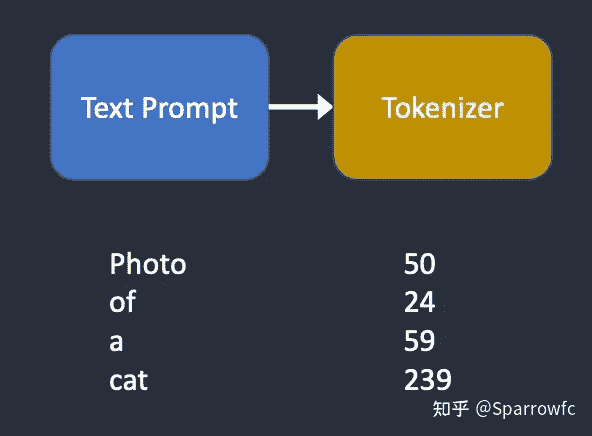 Text Prompt
Tokenizer
Photo 50
of 24
a 59
cat 239
知乎 @Sparrowfc